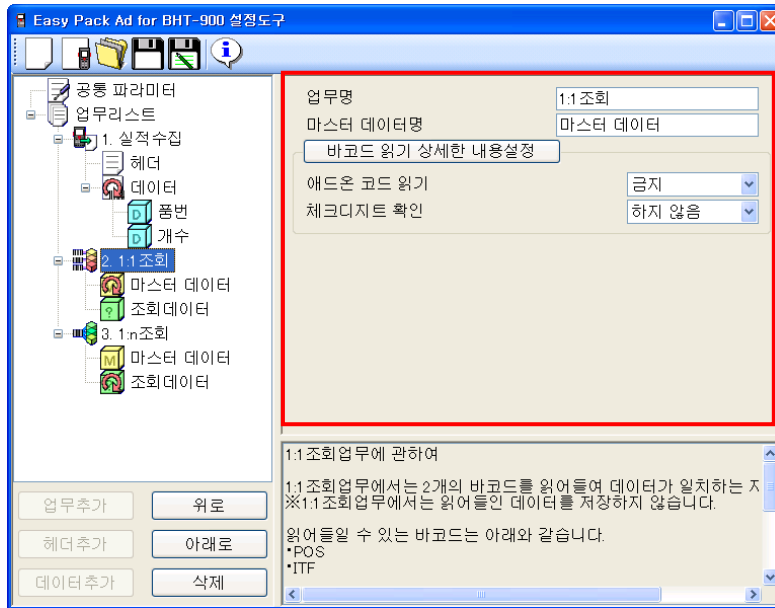 Easy Pack Ad for BHT-900 설정도구
공통 파라미터
업무리스트
1. 실적수집
헤더
데이터
품번
개수
2. 1:1조회
마스터 데이터
조회데이터
3. 1:n조회
마스터 데이터
조회데이터
업무추가
위로
헤더추가
아래로
데이터추가
삭제
업무명
1:1조회
마스터 데이터명
마스터 데이터
바코드 읽기 상세한 내용설정
애드온 코드 읽기
금지
체크디지트 확인
하지 않음
1:1조회업무에 관하여
1:1조회업무에서는 2개의 바코드를 읽어들여 데이터가 일치하는 지
※1:1조회업무에서는 읽어들인 데이터를 저장하지 않습니다.
읽어들일 수 있는 바코드는 아래와 같습니다.
•POS
•ITF